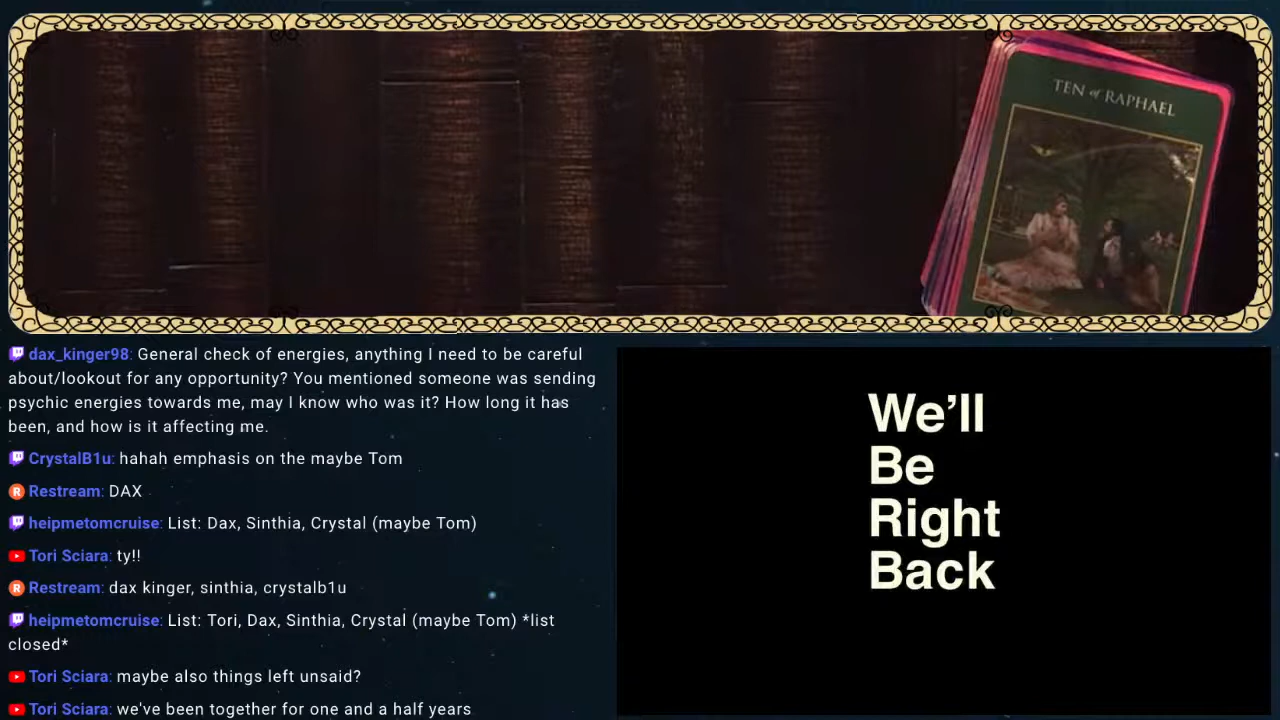 TEN of RAPHAEL
dax_kinger98: General check of energies, anything I need to be careful
about/lookout for any opportunity? You mentioned someone was sending
psychic energies towards me, may I know who was it? How long it has
been, and how is it affecting me.
CrystalB1u: hahah emphasis on the maybe Tom
Restream: DAX
heipmetomcruise: List: Dax, Sinthia, Crystal (maybe Tom)
Tori Sciara: ty!!
Restream: dax kinger, sinthia, crystalb1u
heipmetomcruise: List: Tori, Dax, Sinthia, Crystal (maybe Tom) *list
closed*
Tori Sciara: maybe also things left unsaid?
Tori Sciara: we've been together for one and a half years
We'll
Be
Right
Back